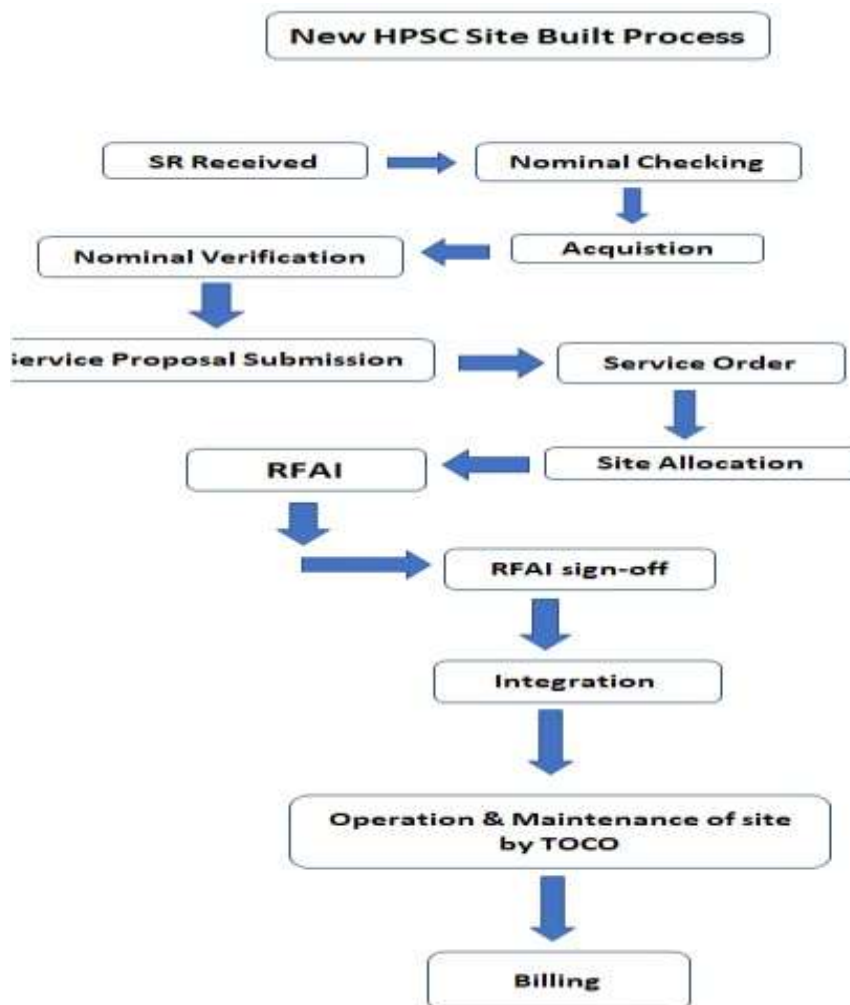 New HPSC Site Built Process
SR Received
Nominal Checking
Acquistion
Nominal Verification
Service Proposal Submission
Service Order
Site Allocation
RFAI
RFAI sign-off
Integration
Operation & Maintenance of site
by TOCO
Billing